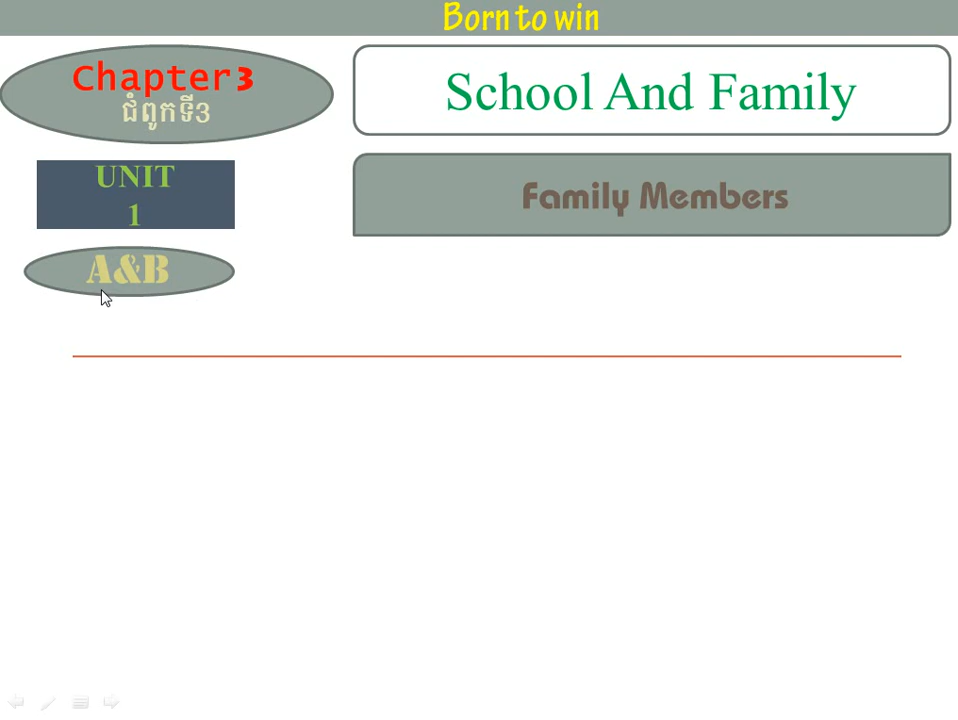 Born to win
Chapter3
ជំពូកទី3
School And Family
UNIT
1
Family Members
A&B